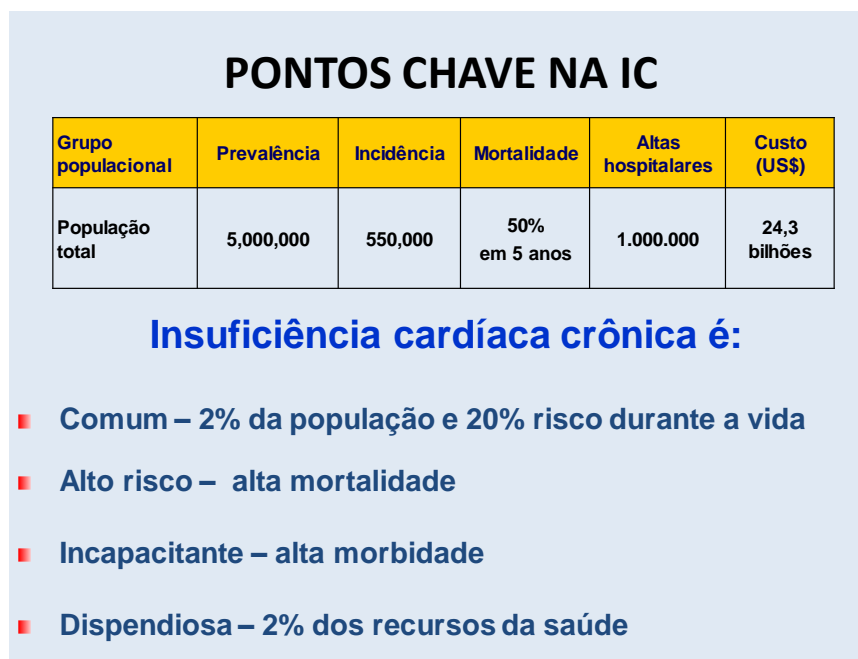 PONTOS CHAVE NA IC
Grupo populacional Prevalência Incidência Mortalidade Altas hospitalares Custo (US$)
População total 5,000,000 550,000 50% em 5 anos 1.000.000 24,3 bilhões
Insuficiência cardíaca crônica é:
Comum – 2% da população e 20% risco durante a vida
Alto risco – alta mortalidade
Incapacitante – alta morbidade
Dispendiosa – 2% dos recursos da saúde